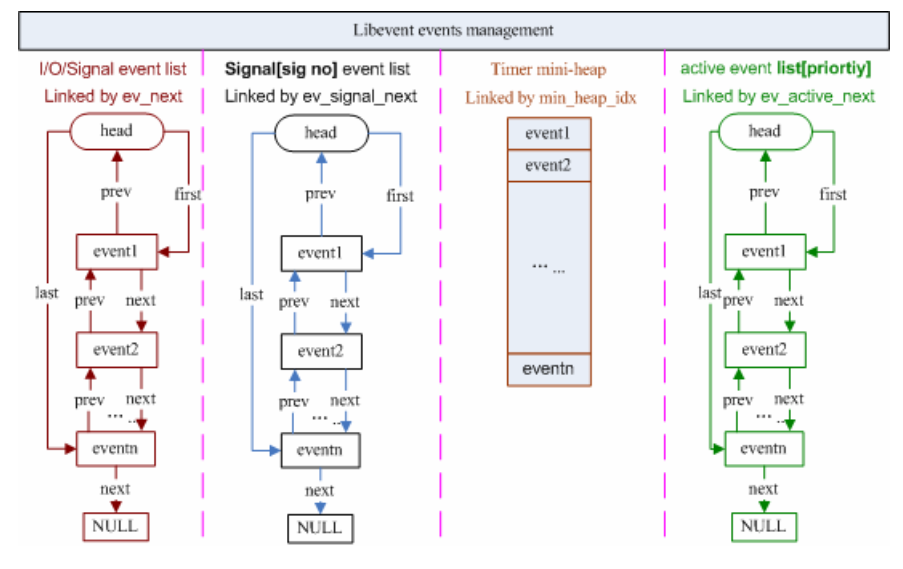 Libevent events management
I/O/Signal event list
Linked by ev_next
head
prev
first
event1
last
prev
next
event2
prev
next
... ..
eventn
next
NULL
Signal[sig no] event list
Linked by ev_signal_next
head
prev
first
event1
last
prev
next
event2
prev
next
... ..
eventn
next
NULL
Timer mini-heap
Linked by min_heap_idx
event1
event2
... ...
eventn
active event list[priortiy]
Linked by ev_active_next
head
prev
first
event1
last
prev
next
event2
prev
next
... ..
eventn
next
NULL